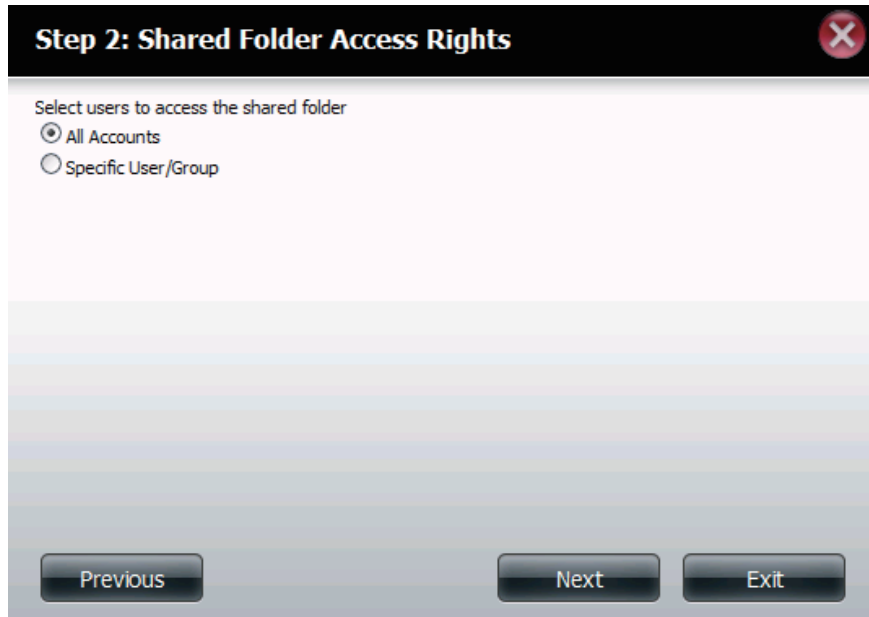 Step 2: Shared Folder Access Rights
Select users to access the shared folder
All Accounts
Specific User/Group
Previous
Next
Exit